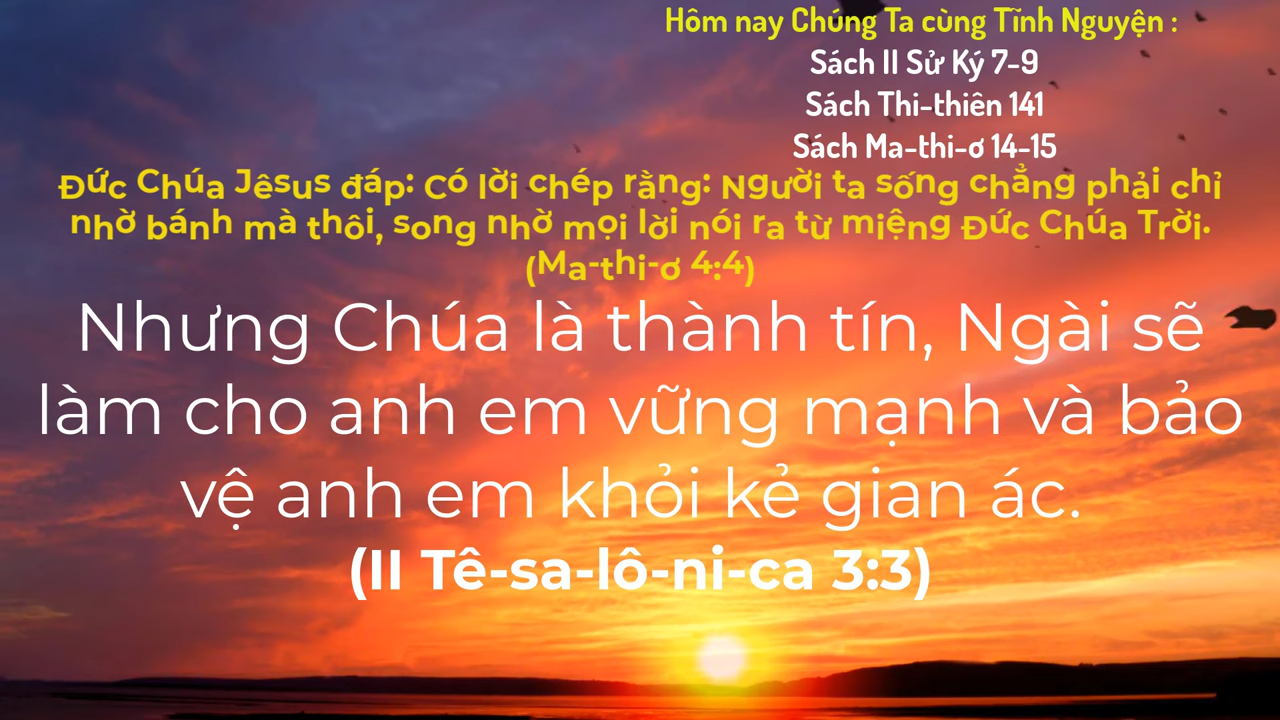 Hôm nay Chúng Ta cùng Tĩnh Nguyện :
Sách II Sử Ký 7-9
Sách Thi-thiên 141
Sách Ma-thi-ơ 14-15
Đức Chúa Jêsus đáp: Có lời chép rằng: Người ta sống chẳng phải chỉ
nhờ bánh mà thôi, song nhờ mọi lời nói ra từ miệng Đức Chúa Trời.
(Ma-thi-ơ 4:4)
Nhưng Chúa là thành tín, Ngài sẽ
làm cho anh em vững mạnh và bảo
vệ anh em khỏi kẻ gian ác.
(II Tê-sa-lô-ni-ca 3:3)